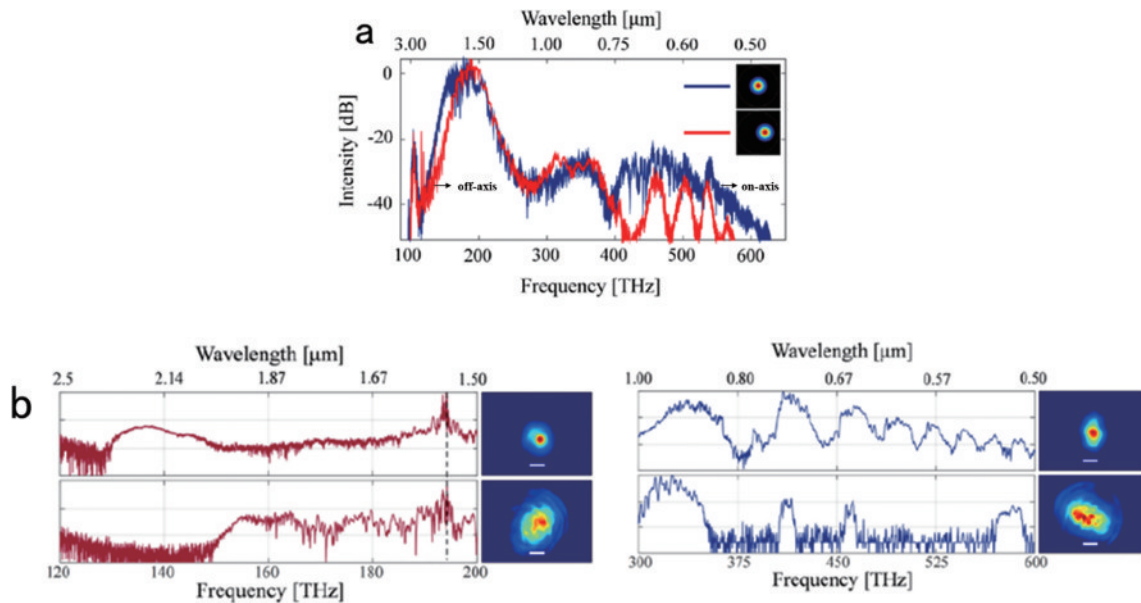 a
Wavelength [μm]
3.00 1.50 1.00 0.75 0.60 0.50
Intensity [dB]
0
-20
-40
off-axis
on-axis
100 200 300 400 500 600
Frequency [THz]
b
Wavelength [μm]
2.5 2.14 1.87 1.67 1.50
120 140 160 180 200
Frequency [THz]
Wavelength [μm]
1.00 0.80 0.67 0.57 0.50
300 375 450 525 600
Frequency [THz]